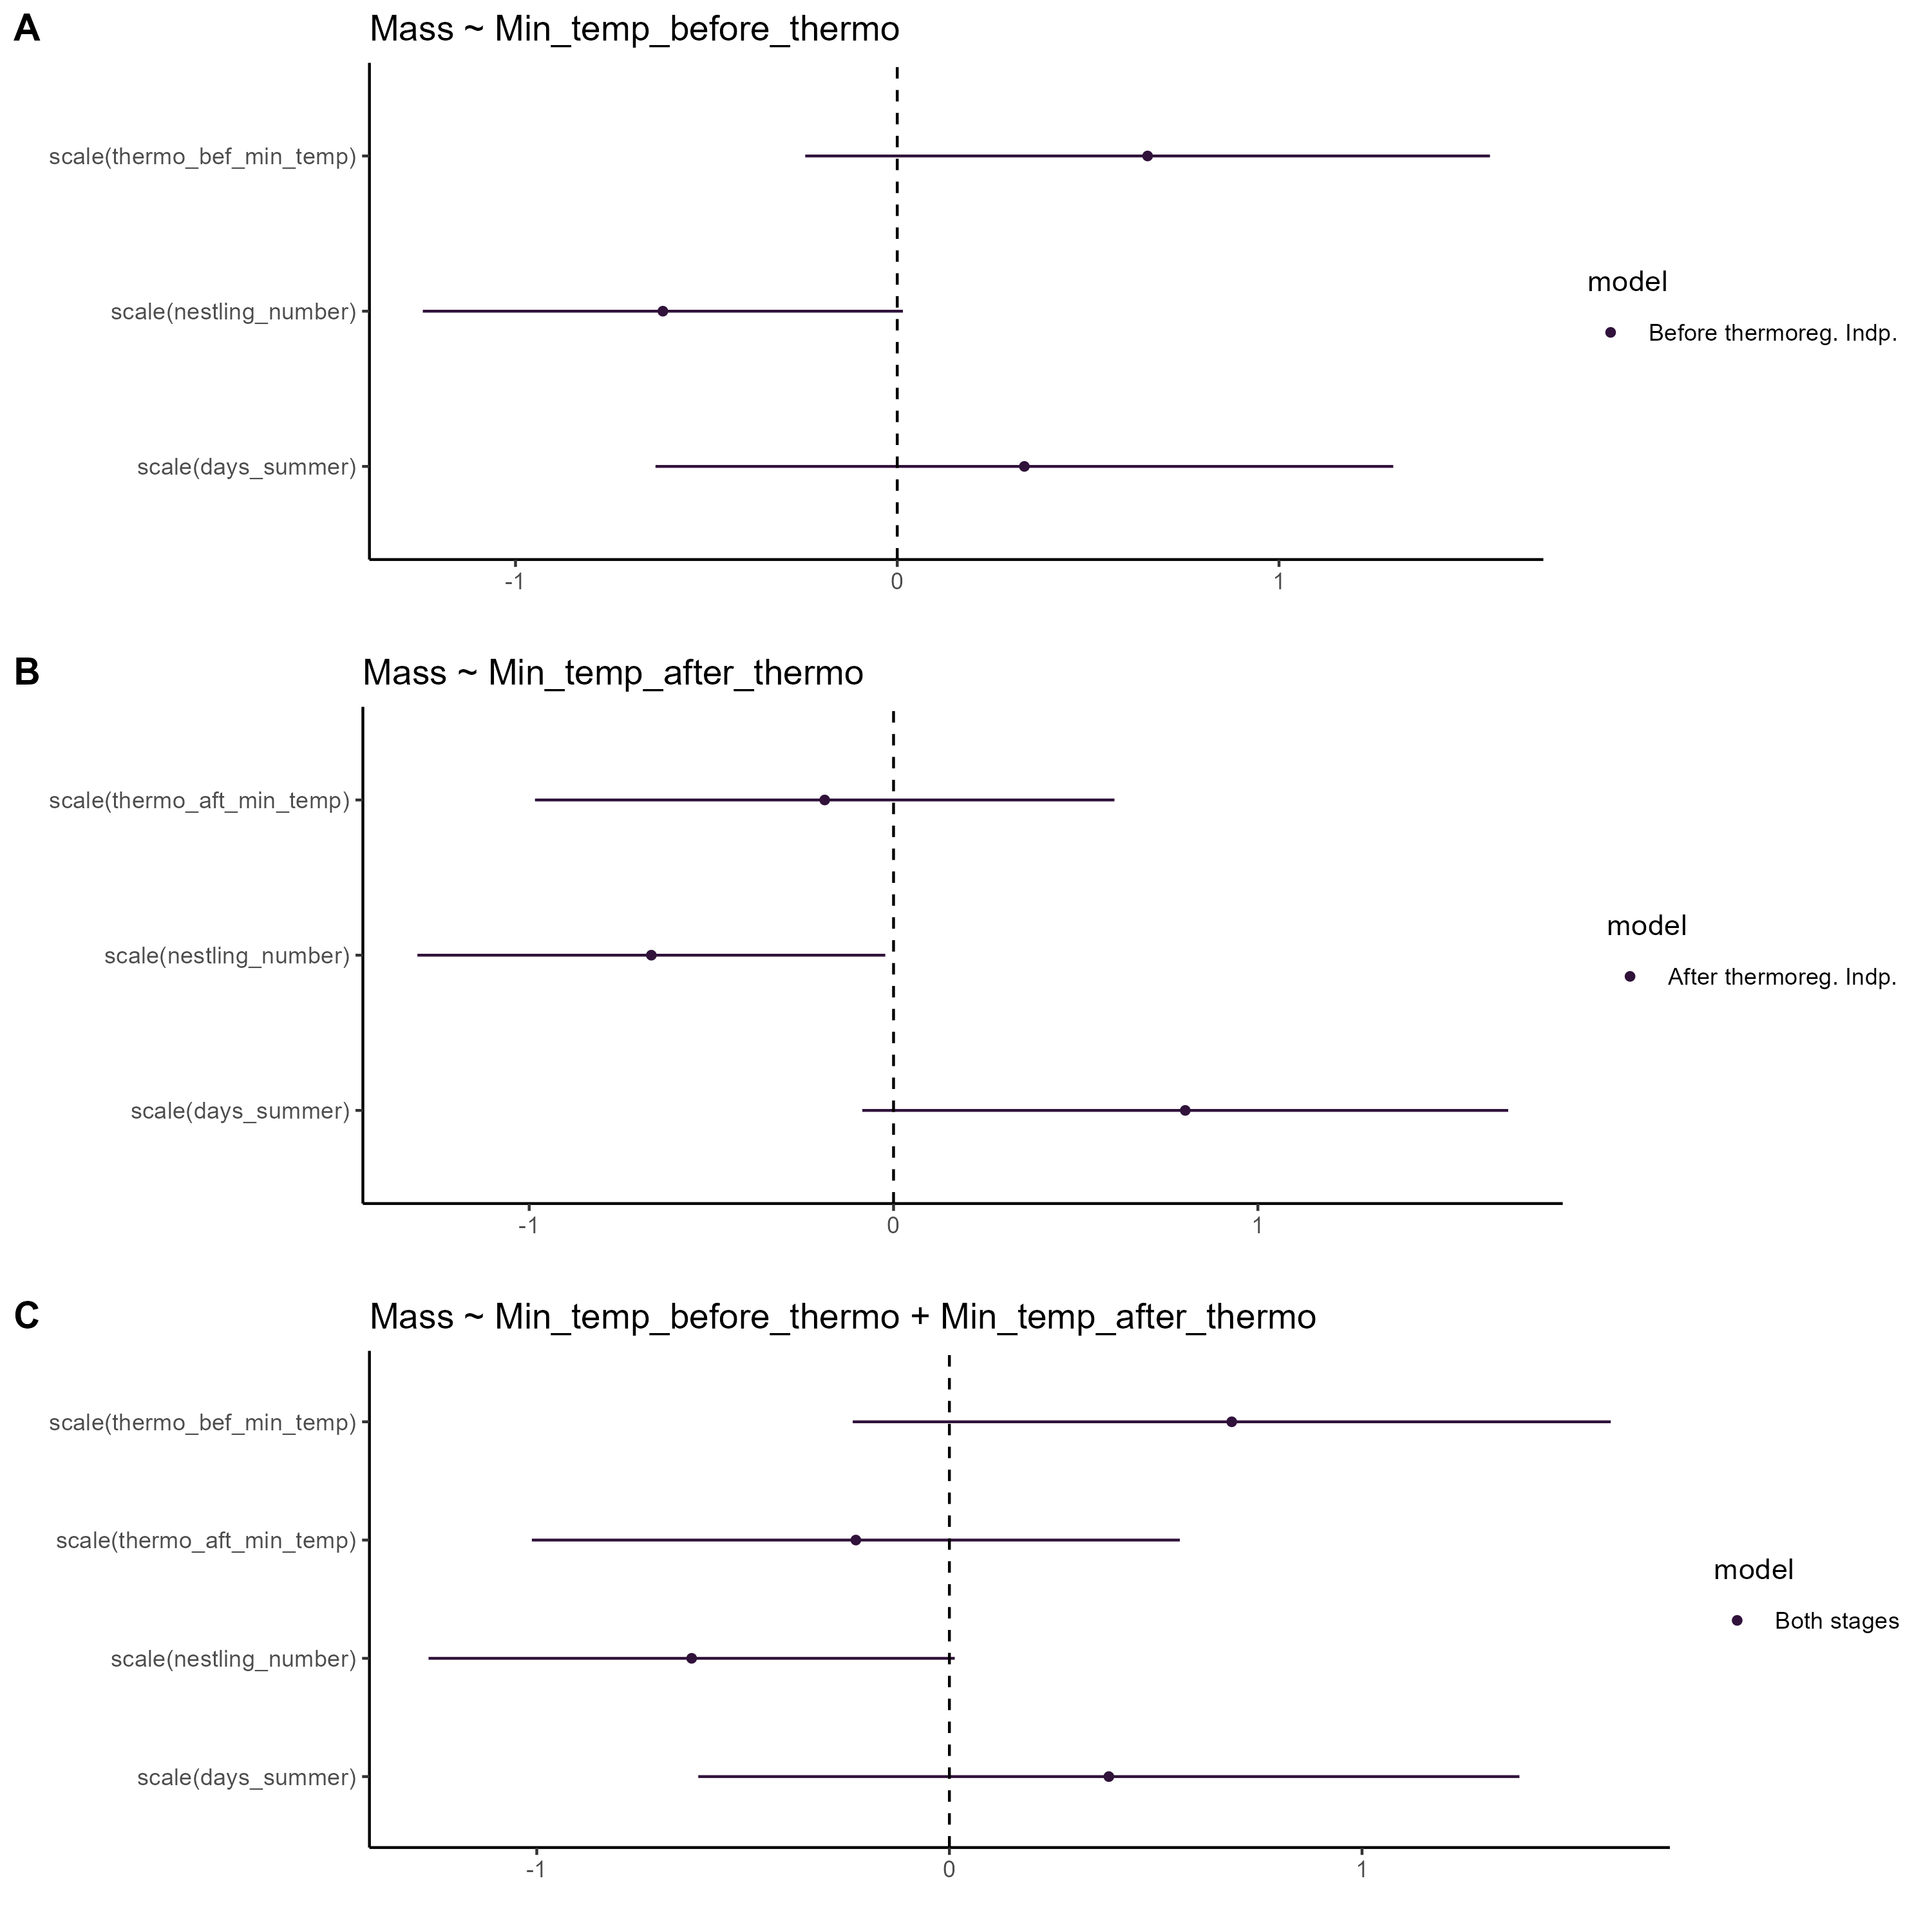 A
Mass ~ Min_temp_before_thermo
scale(thermo_bef_min_temp)
scale(nestling_number)
scale(days_summer)
-1 0 1
model
Before thermoreg. Indp.
B
Mass ~ Min_temp_after_thermo
scale(thermo_aft_min_temp)
scale(nestling_number)
scale(days_summer)
-1 0 1
model
After thermoreg. Indp.
C
Mass ~ Min_temp_before_thermo + Min_temp_after_thermo
scale(thermo_bef_min_temp)
scale(thermo_aft_min_temp)
scale(nestling_number)
scale(days_summer)
-1 0 1
model
Both stages